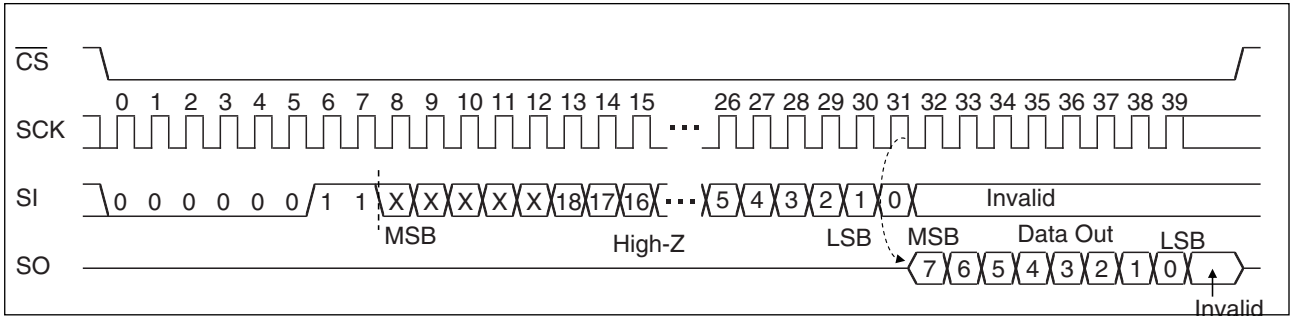 CS
0 1 2 3 4 5 6 7 8 9 10 11 12 13 14 15 26 27 28 29 30 31 32 33 34 35 36 37 38 39
SCK
SI 0 0 0 0 0 0 1 1 X X X X X 18 17 16 5 4 3 2 1 0 Invalid
MSB High-Z LSB MSB Data Out LSB
SO 7 6 5 4 3 2 1 0
Invalid